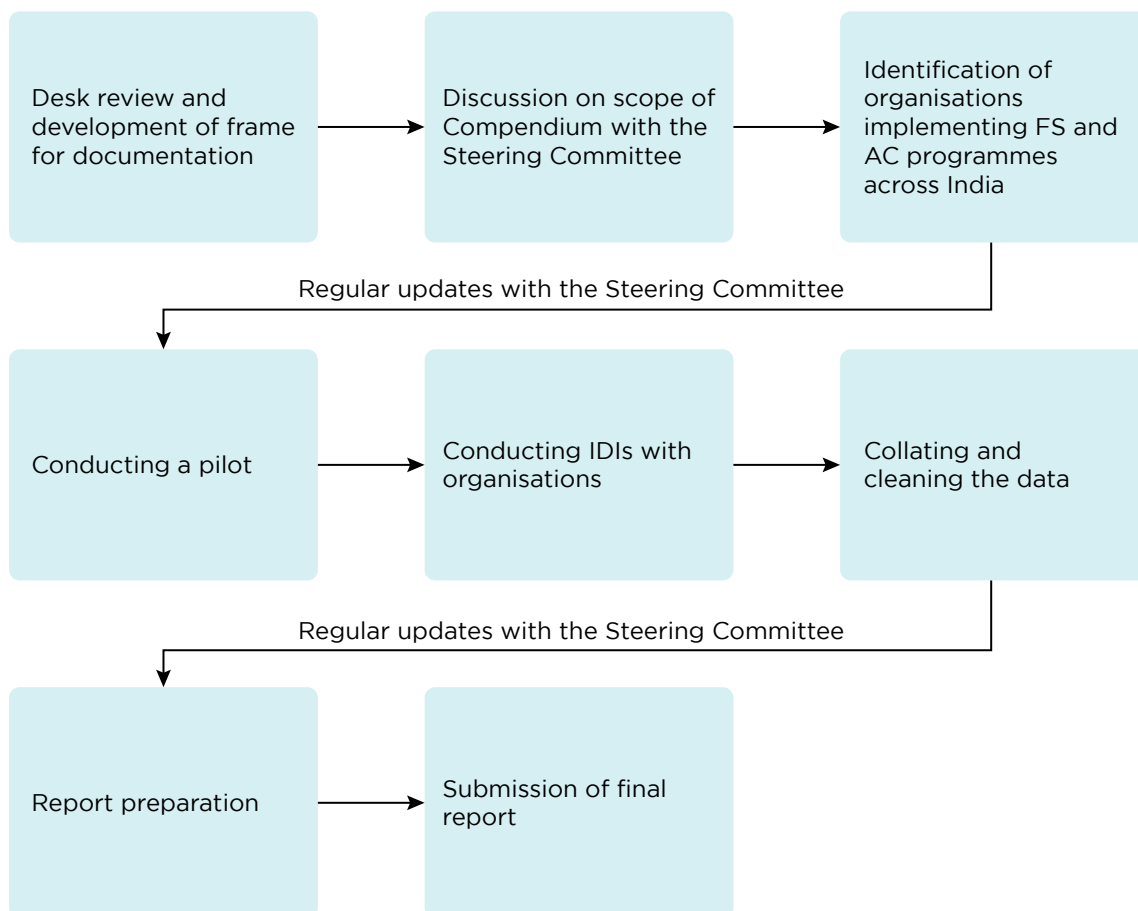 Desk review and
development of frame
for documentation
Discussion on scope of
Compendium with the
Steering Committee
Identification of
organisations
implementing FS and
AC programmes
across India
Regular updates with the Steering Committee
Conducting a pilot
Conducting IDIs with
organisations
Collating and
cleaning the data
Regular updates with the Steering Committee
Report preparation
Submission of final
report